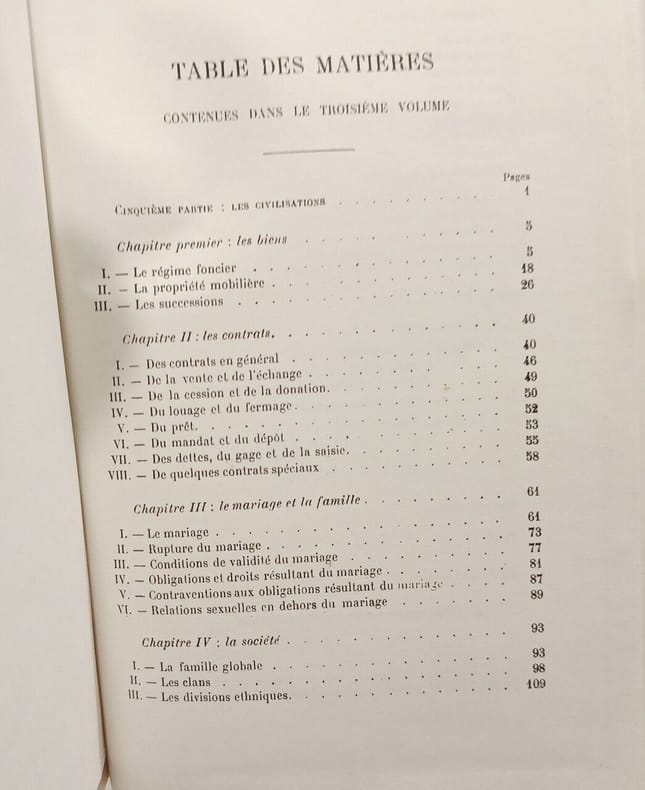 TABLE DES MATIÈRES
CONTENUES DANS LE TROISIÈME VOLUME
Pages
CINQUIÈME PARTIE : LES CIVILISATIONS . . . . . . . . 1
Chapitre premier : les biens . . . . . . . . . 5
I. — Le régime foncier . . . . . . . . . . 5
II. — La propriété mobilière . . . . . . . . . . 18
III. — Les successions . . . . . . . . . . 26
Chapitre II : les contrats. . . . . . . . . . 40
I. — Des contrats en général . . . . . . . . . 40
II. — De la vente et de l'échange . . . . . . . . . 46
III. — De la cession et de la donation. . . . . . . . 49
IV. — Du louage et du fermage. . . . . . . . . 50
V. — Du prêt. . . . . . . . . . . . 52
VI. — Du mandat et du dépôt . . . . . . . . . 53
VII. — Des dettes, du gage et de la saisie. . . . . . . 55
VIII. — De quelques contrats spéciaux . . . . . . . 58
Chapitre III : le mariage et la famille . . . . . . . 61
I. — Le mariage . . . . . . . . . . . . 61
II. — Rupture du mariage . . . . . . . . . . 73
III. — Conditions de validité du mariage . . . . . . . 77
IV. — Obligations et droits résultant du mariage . . . . . 81
V. — Contraventions aux obligations résultant du mariage . . . 87
VI. — Relations sexuelles en dehors du mariage . . . . . 89
Chapitre IV : la société . . . . . . . . . . 93
I. — La famille globale . . . . . . . . . . 93
II. — Les clans . . . . . . . . . . . . 98
III. — Les divisions ethniques. . . . . . . . . . 109